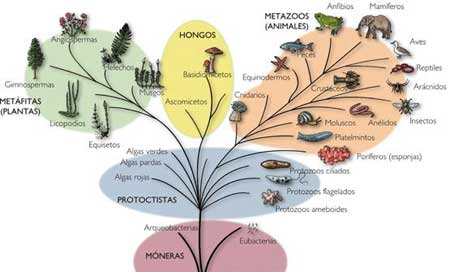 METAZOOS
(ANIMALES)
Anfibios
Mamíferos
Angiospermas
HONGOS
Peces
Aves
Helechos
Basidiomicetos
Equinodermos
Reptiles
Gimnospermas
Musgos
Crustáceos
Arácnidos
METÁFITAS
(PLANTAS)
Ascomicetos
Cnidarios
Licopodios
Moluscos
Anélidos
Insectos
Equisetos
Platelmintos
Algas verdes
Poríferos (esponjas)
Algas pardas
Protozoos ciliados
Algas rojas
Protozoos flagelados
PROTOCTISTAS
Protozoos ameboides
Arqueobacterias
Eubacterias
MÓNERAS